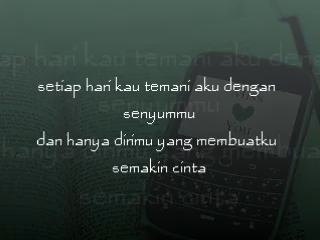 setiap hari kau temani aku dengan
senyummu
dan hanya dirimu yang membuatku
semakin cinta